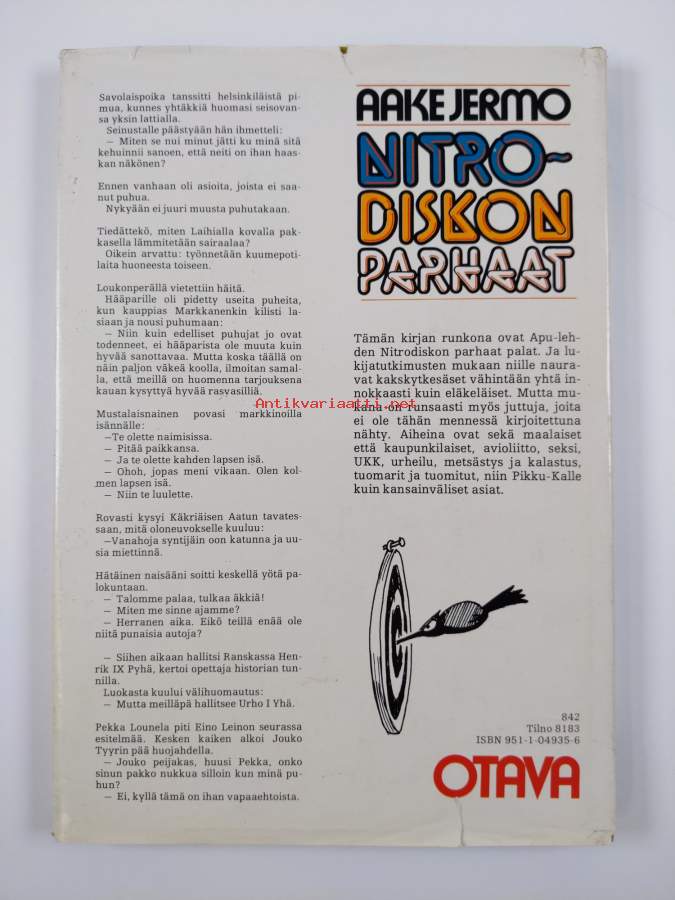 Savolaispoika tanssitti helsinkiläistä pi-
mua, kunnes yhtäkkiä huomasi seisovan-
sa yksin lattialla.
Seinustalle päästyään hän ihmetteli:
— Miten se nui minut jätti ku minä sitä
kehuinnii sanoen, että neiti on ihan haas-
kan näkönen?
Ennen vanhaan oli asioita, joista ei saa-
nut puhua.
Nykyään ei juuri muusta puhutakaan.
Tiedättekö, miten Laihialla kovalla pak-
kasella lämmitetään sairaalaa?
Oikein arvattu: työnnetään kuumepoti-
laita huoneesta toiseen.
Loukonperällä vietettiin häitä.
Hääparille oli pidetty useita puheita,
kun kauppias Markkanenkin kilisti la-
siaan ja nousi puhumaan:
— Niin kuin edelliset puhujat jo ovat
todenneet, ei hääparista ole muuta kuin
hyvää sanottavaa. Mutta koska täällä on
näin paljon väkeä koolla, ilmoitan samal-
la, että meillä on huomenna tarjouksena
kauan kysyttyä hyvää rasvasilliä.
Mustalaisnainen povasi markkinoilla
isännälle:
—Te olette naimisissa.
— Pitää paikkansa.
— Ja te olette kahden lapsen isä.
— Ohoh, jopas meni vikaan. Olen kol-
men lapsen isä.
— Niin te luulette.
Rovasti kysyi Käkriäisen Aatun tavates-
saan, mitä oloneuvokselle kuuluu:
—Vanahoja syntijäin oon katunna ja uu-
sia miettinnä.
Hätäinen naisääni soitti keskellä yötä pa-
lokuntaan.
— Talomme palaa, tulkaa äkkiä!
— Miten me sinne ajamme?
— Herranen aika. Eikö teillä enää ole
niitä punaisia autoja?
— Siihen aikaan hallitsi Ranskassa Hen-
rik IX Pyhä, kertoi opettaja historian tun-
nilla.
Luokasta kuului välihuomautus:
— Mutta meilläpä hallitsee Urho I Yhä.
Pekka Lounela piti Eino Leinon seurassa
esitelmää. Kesken kaiken alkoi Jouko
Tyyrin pää huojahdella.
— Jouko peijakas, huusi Pekka, onko
sinun pakko nukkua silloin kun minä pu-
hun?
— Ei, kyllä tämä on ihan vapaaehtoista.
AAKE JERMO
NITRO-
DISKON
PARHAAT
Tämän kirjan runkona ovat Apu-leh-
den Nitrodiskon parhaat palat. Ja lu-
kijatutkimusten mukaan niille naura-
vat kakskytkesäset vähintään yhtä in-
nokkaasti kuin eläkeläiset. Mutta mu-
kana on runsaasti myös juttuja, joita
ei ole tähän mennessä kirjoitettuna
nähty. Aiheina ovat sekä maalaiset
että kaupunkilaiset, avioliitto, seksi,
UKK, urheilu, metsästys ja kalastus,
tuomarit ja tuomitut, niin Pikku-Kalle
kuin kansainväliset asiat.
Antikvariaatti.net
842
Tilno 8183
ISBN 951-1-04935-6
OTAVA